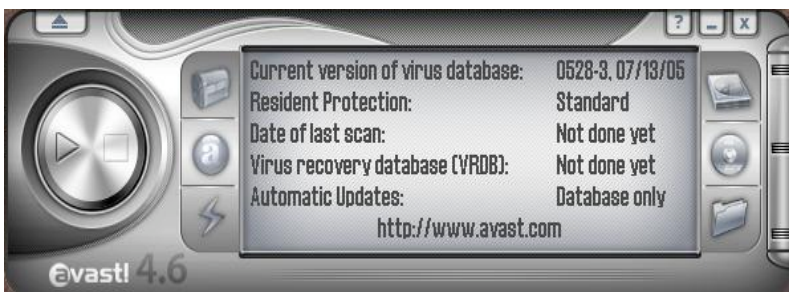 ? _ X
Current version of virus database: 0528-3, 07/13/05
Resident Protection: Standard
Date of last scan: Not done yet
Virus recovery database (VRDB): Not done yet
Automatic Updates: Database only
http://www.avast.com
a
avast! 4.6